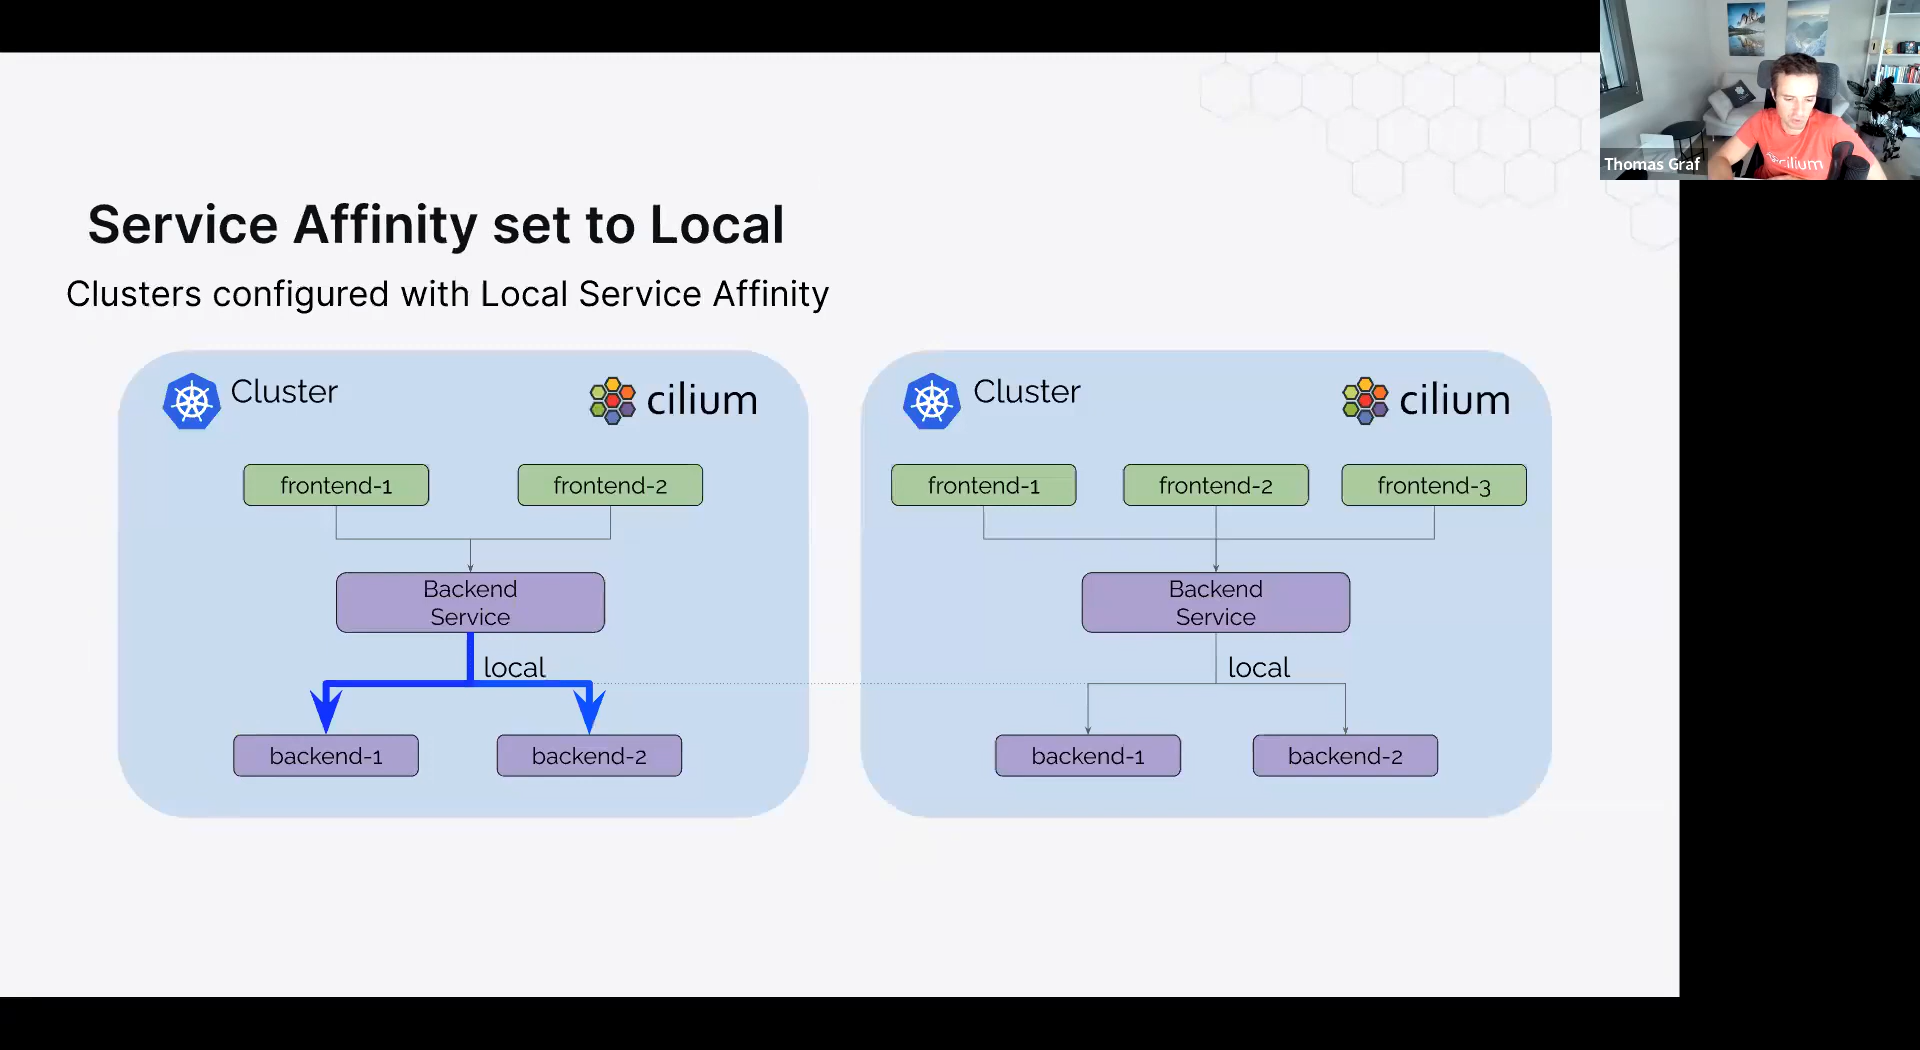 Thomas Graf
cilium
Service Affinity set to Local
Clusters configured with Local Service Affinity
Cluster
cilium
frontend-1
frontend-2
Backend
Service
local
backend-1
backend-2
Cluster
cilium
frontend-1
frontend-2
frontend-3
Backend
Service
local
backend-1
backend-2